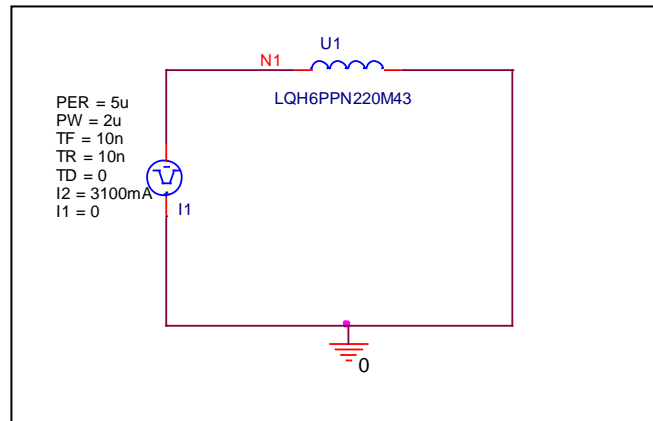 U1
N1
LQH6PPN220M43
PER = 5u
PW = 2u
TF = 10n
TR = 10n
TD = 0
I2 = 3100mA
I1 = 0
I1
0